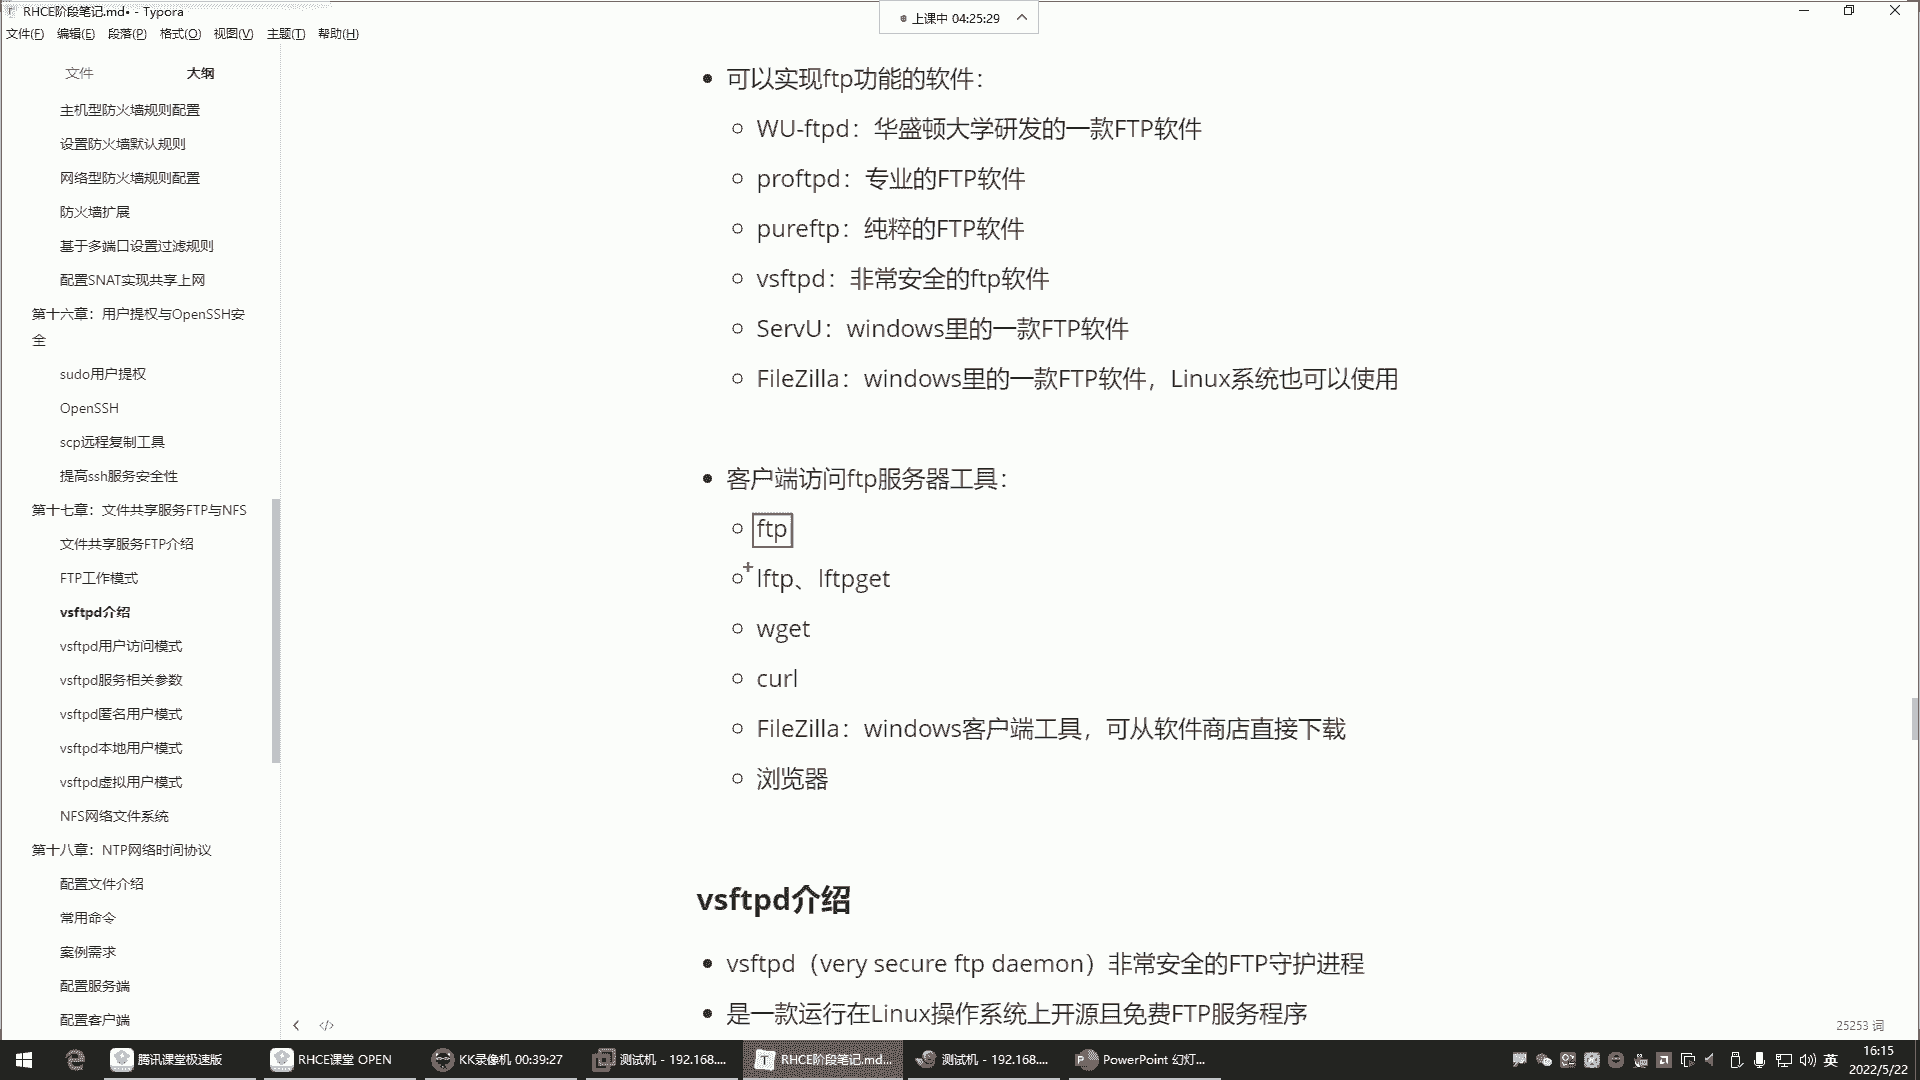 RHCE阶段笔记.md• - Typora
上课中 04:25:29
文件(F) 编辑(E) 段落(P) 格式(O) 视图(V) 主题(T) 帮助(H)
文件 大纲
主机型防火墙规则配置
设置防火墙默认规则
网络型防火墙规则配置
防火墙扩展
基于多端口设置过滤规则
配置SNAT实现共享上网
第十六章：用户提权与OpenSSH安
全
sudo用户提权
OpenSSH
scp远程复制工具
提高ssh服务安全性
第十七章：文件共享服务FTP与NFS
文件共享服务FTP介绍
FTP工作模式
vsftpd介绍
vsftpd用户访问模式
vsftpd服务相关参数
vsftpd匿名用户模式
vsftpd本地用户模式
vsftpd虚拟用户模式
NFS网络文件系统
第十八章：NTP网络时间协议
配置文件介绍
常用命令
案例需求
配置服务端
配置客户端
可以实现ftp功能的软件：
WU-ftpd：华盛顿大学研发的一款FTP软件
proftpd：专业的FTP软件
pureftp：纯粹的FTP软件
vsftpd：非常安全的ftp软件
ServU：windows里的一款FTP软件
FileZilla：windows里的一款FTP软件，Linux系统也可以使用
客户端访问ftp服务器工具：
ftp
lftp、lftpget
wget
curl
FileZilla：windows客户端工具，可从软件商店直接下载
浏览器
vsftpd介绍
vsftpd（very secure ftp daemon）非常安全的FTP守护进程
是一款运行在Linux操作系统上开源且免费FTP服务程序
25253 词
腾讯课堂极速版
RHCE课堂 OPEN
KK录像机 00:39:27
测试机 - 192.168....
RHCE阶段笔记.md...
测试机 - 192.168....
PowerPoint 幻灯...
英
16:15
2022/5/22